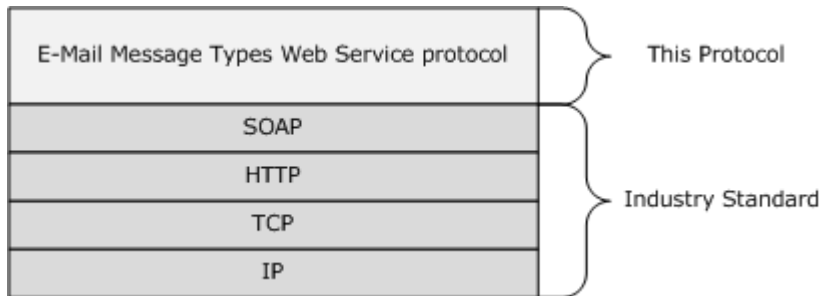 E-Mail Message Types Web Service protocol
This Protocol
SOAP
HTTP
TCP
IP
Industry Standard